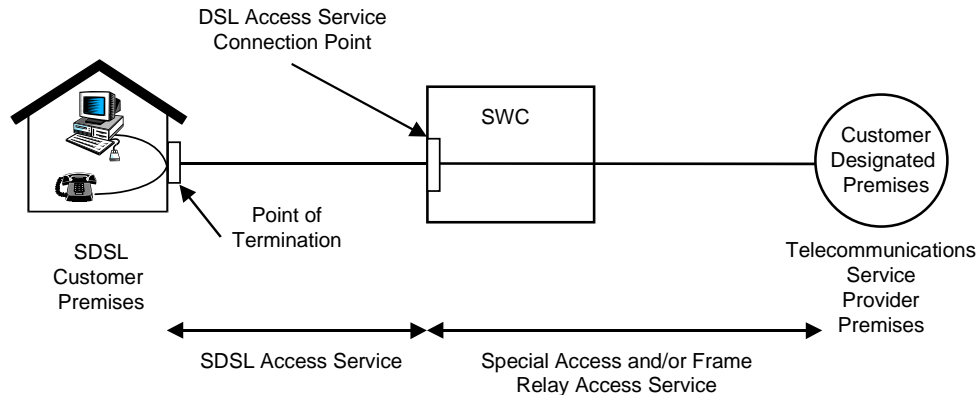 DSL Access Service
Connection Point
SWC
Customer
Designated
Premises
Point of
Termination
SDSL
Customer
Premises
Telecommunications
Service
Provider
Premises
SDSL Access Service
Special Access and/or Frame
Relay Access Service